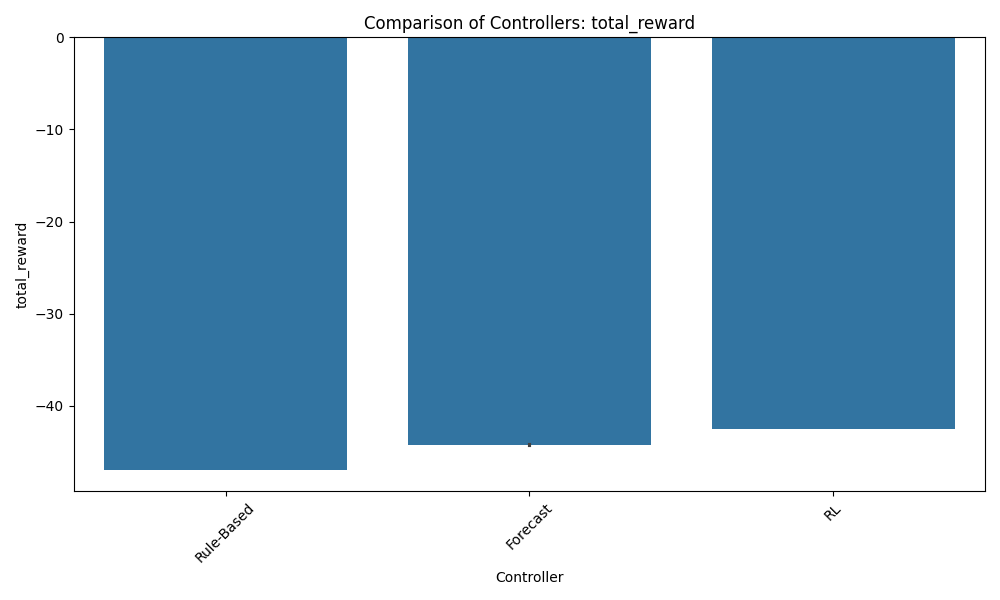 Comparison of Controllers: total_reward
0
−10
−20
−30
−40
total_reward
Rule-Based
Forecast
RL
Controller